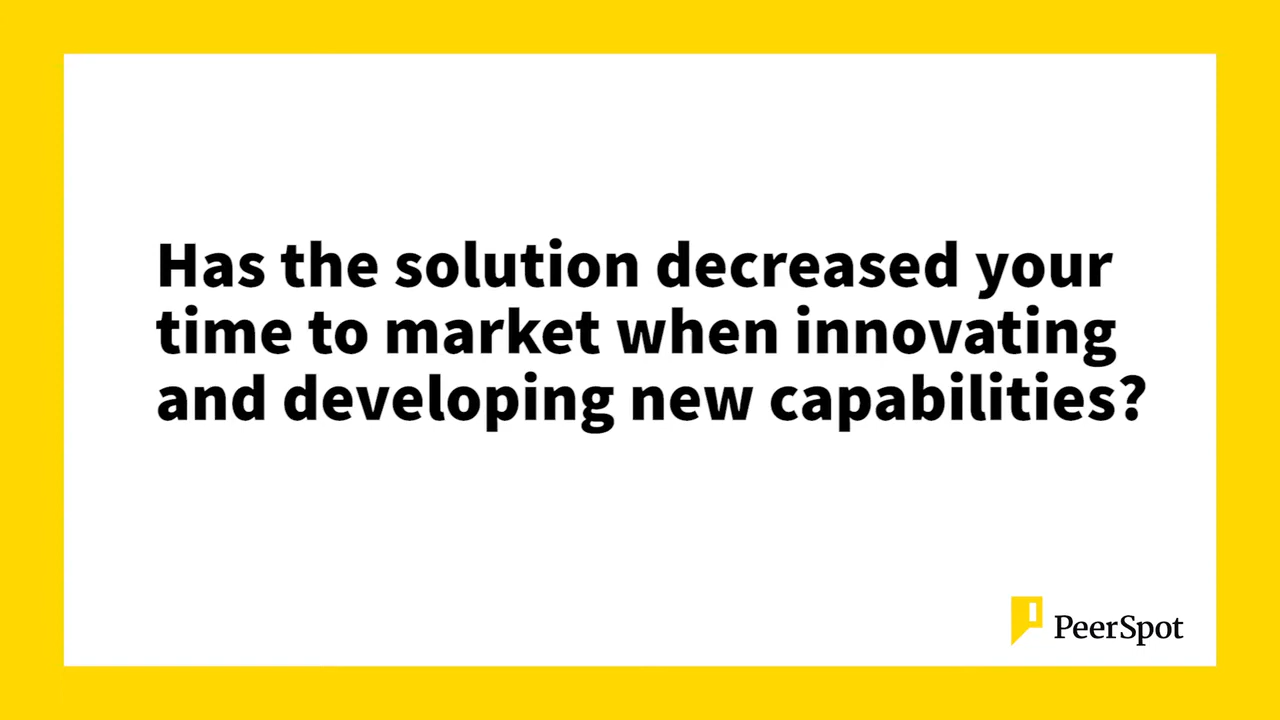 Has the solution decreased your
time to market when innovating
and developing new capabilities?
PeerSpot